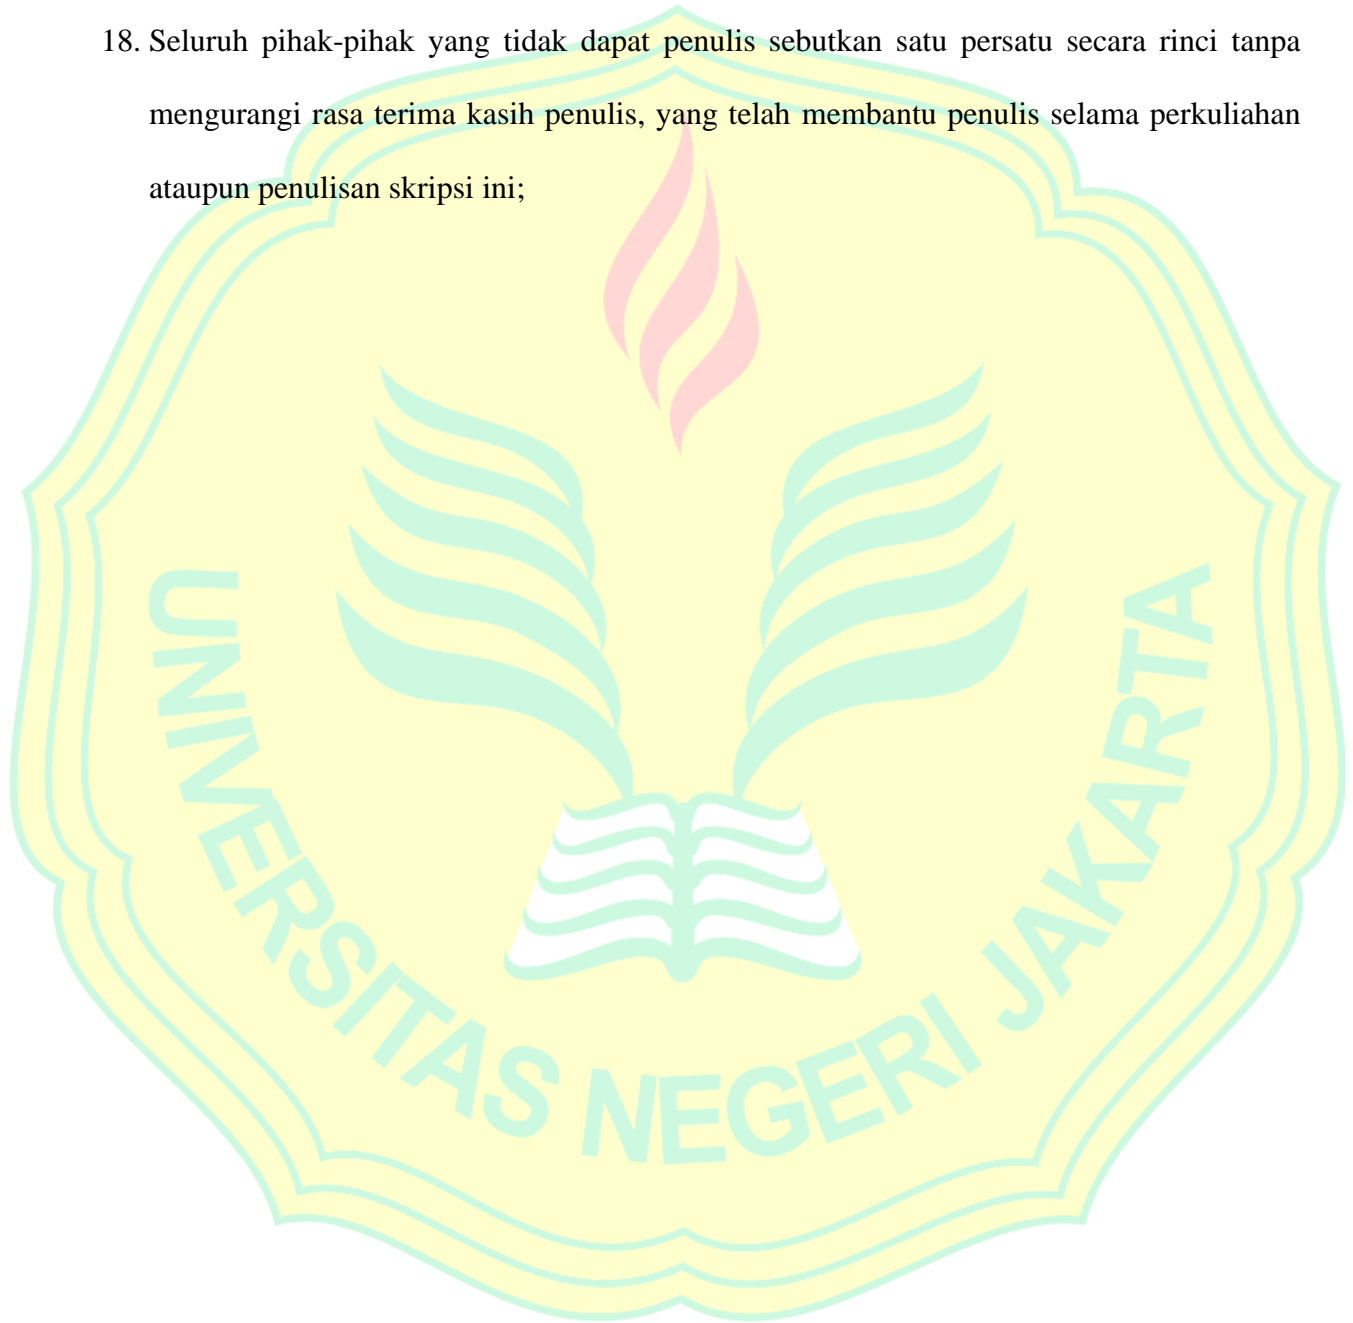 18. Seluruh pihak-pihak yang tidak dapat penulis sebutkan satu persatu secara rinci tanpa
mengurangi rasa terima kasih penulis, yang telah membantu penulis selama perkuliahan
ataupun penulisan skripsi ini;
UNIVERSITAS NEGERI JAKARTA